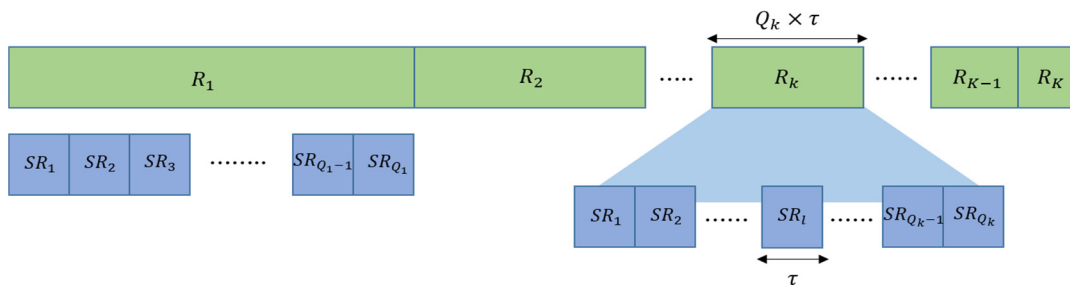 Q_k × τ
R_1 R_2 ..... R_k ...... R_{K−1} R_K
SR_1 SR_2 SR_3 ........ SR_{Q_1−1} SR_{Q_1}
SR_1 SR_2 ...... SR_l ...... SR_{Q_k−1} SR_{Q_k}
τ